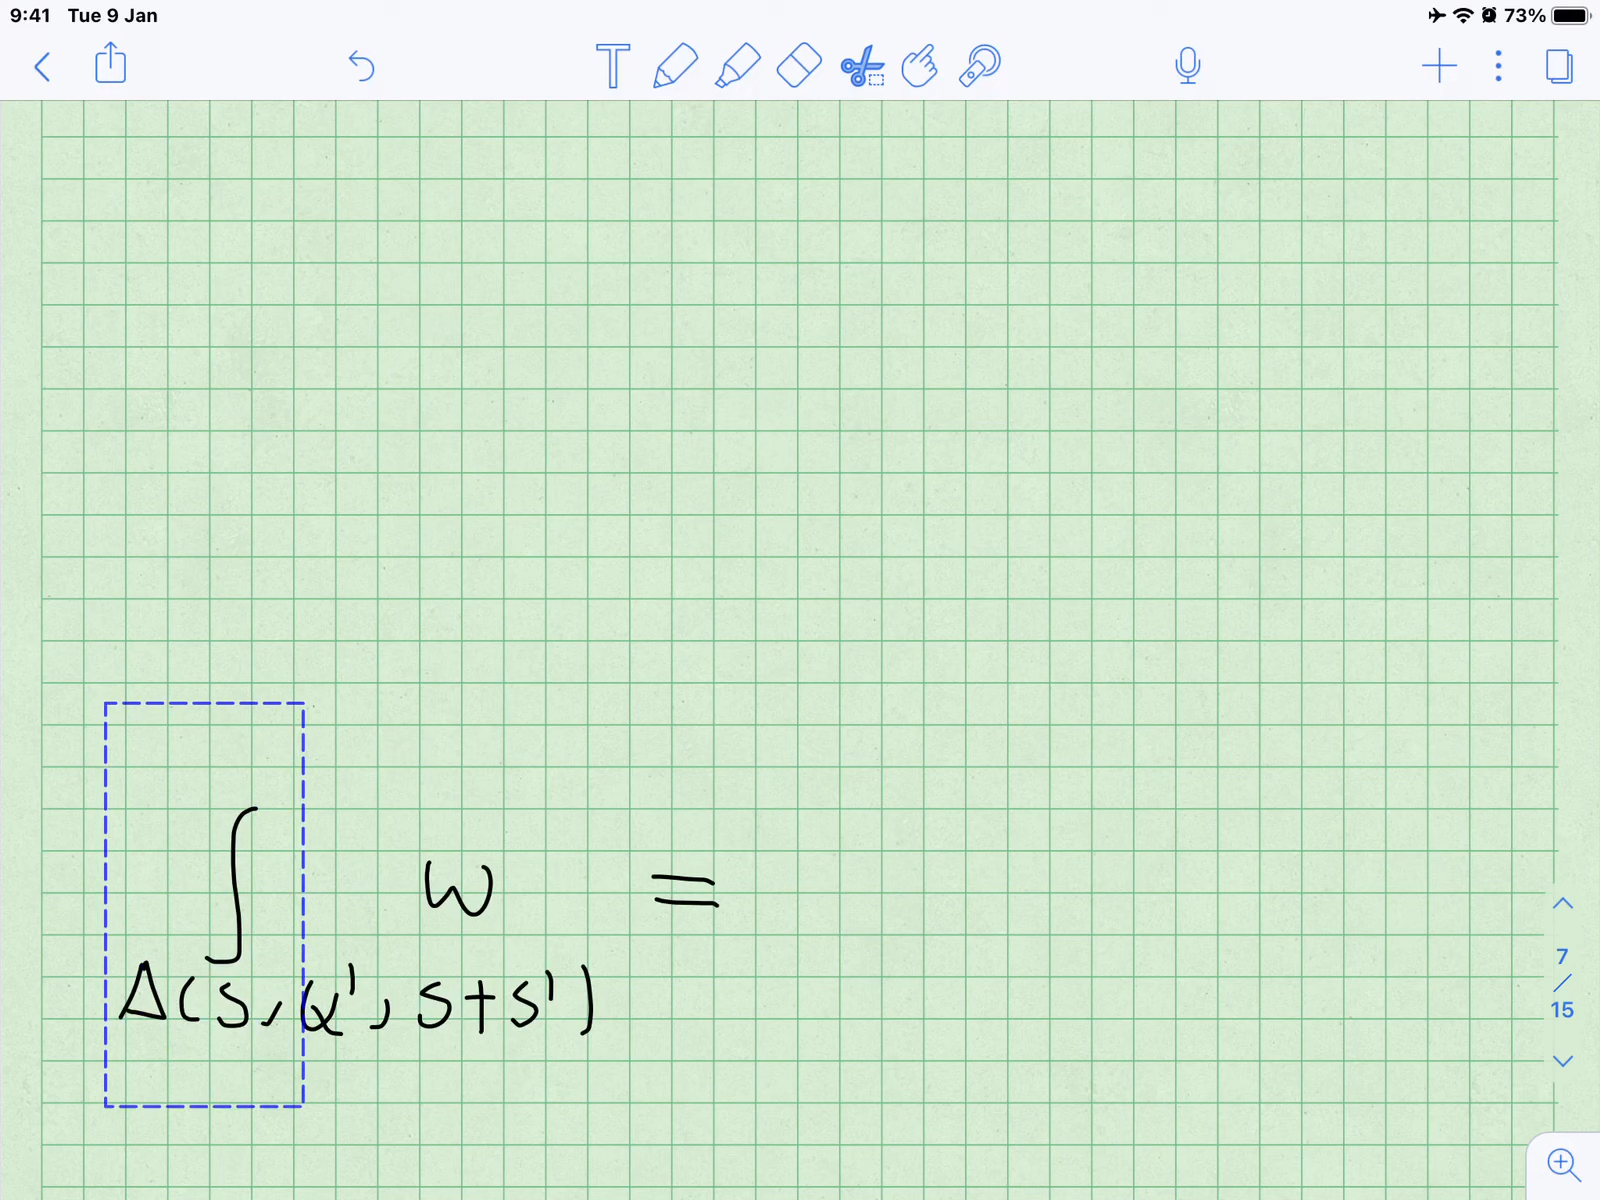 9:41 Tue 9 Jan 73%
T
∫ ω =
Δ(s, α', s+s')
7
/
15